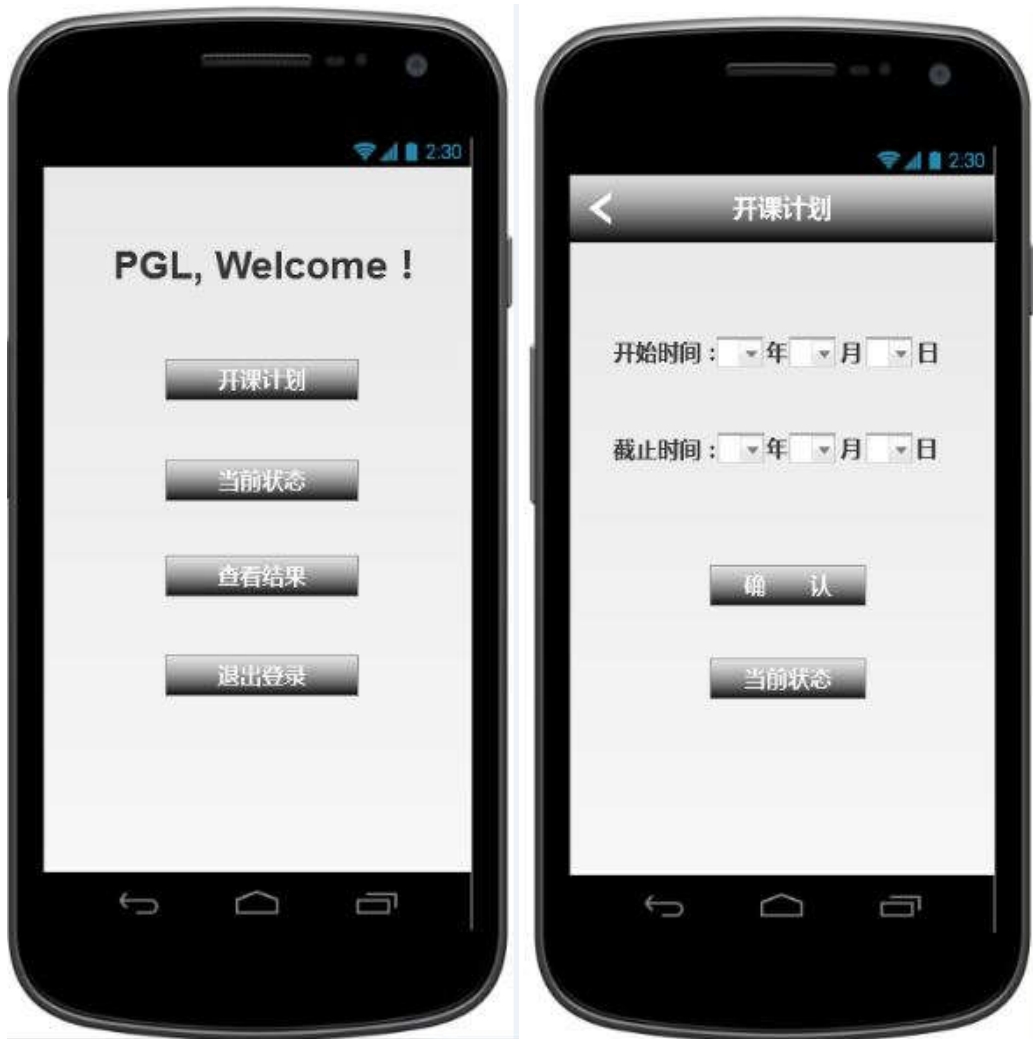 2:30
PGL, Welcome！
开课计划
当前状态
查看结果
退出登录
2:30
开课计划
开始时间：年 月 日
截止时间：年 月 日
确 认
当前状态